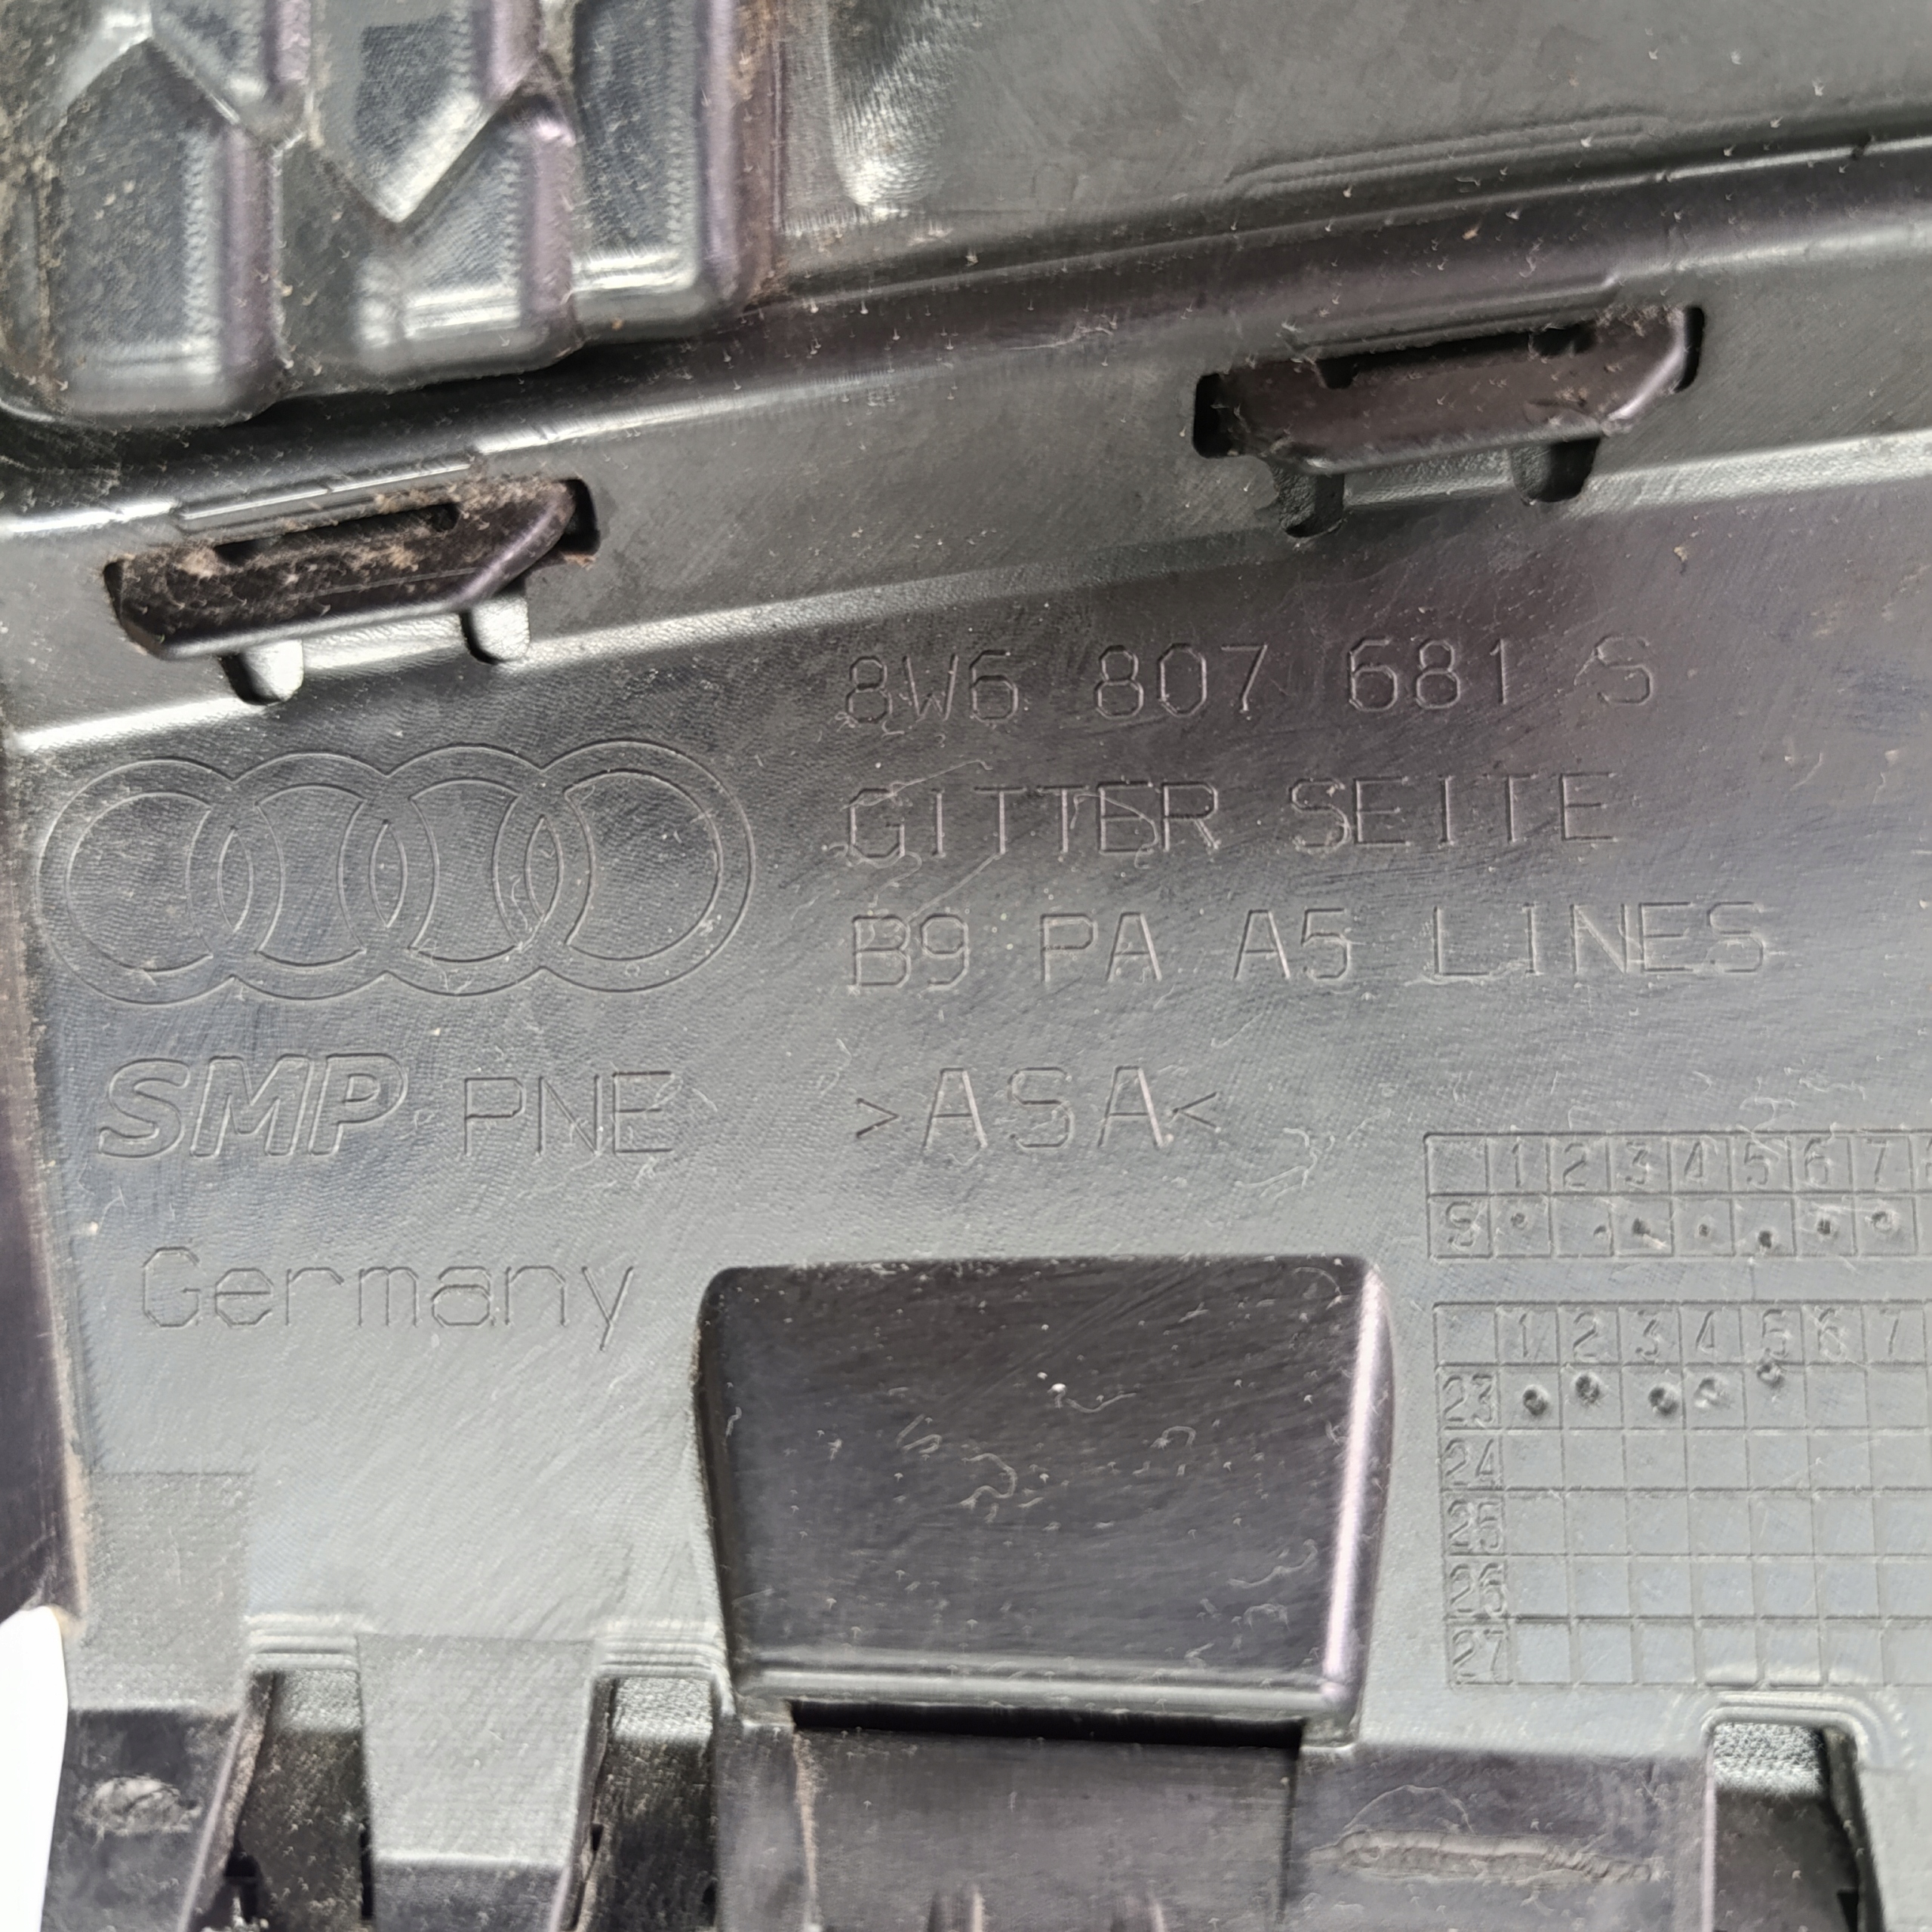 8W6 807 681 S
GITTER SEITE
B9 PA A5 LINES
SMP PNE >ASA<
Germany
1 2 3 4 5 6 7
1 2 3 4 5 6 7
23
24
25
26
27